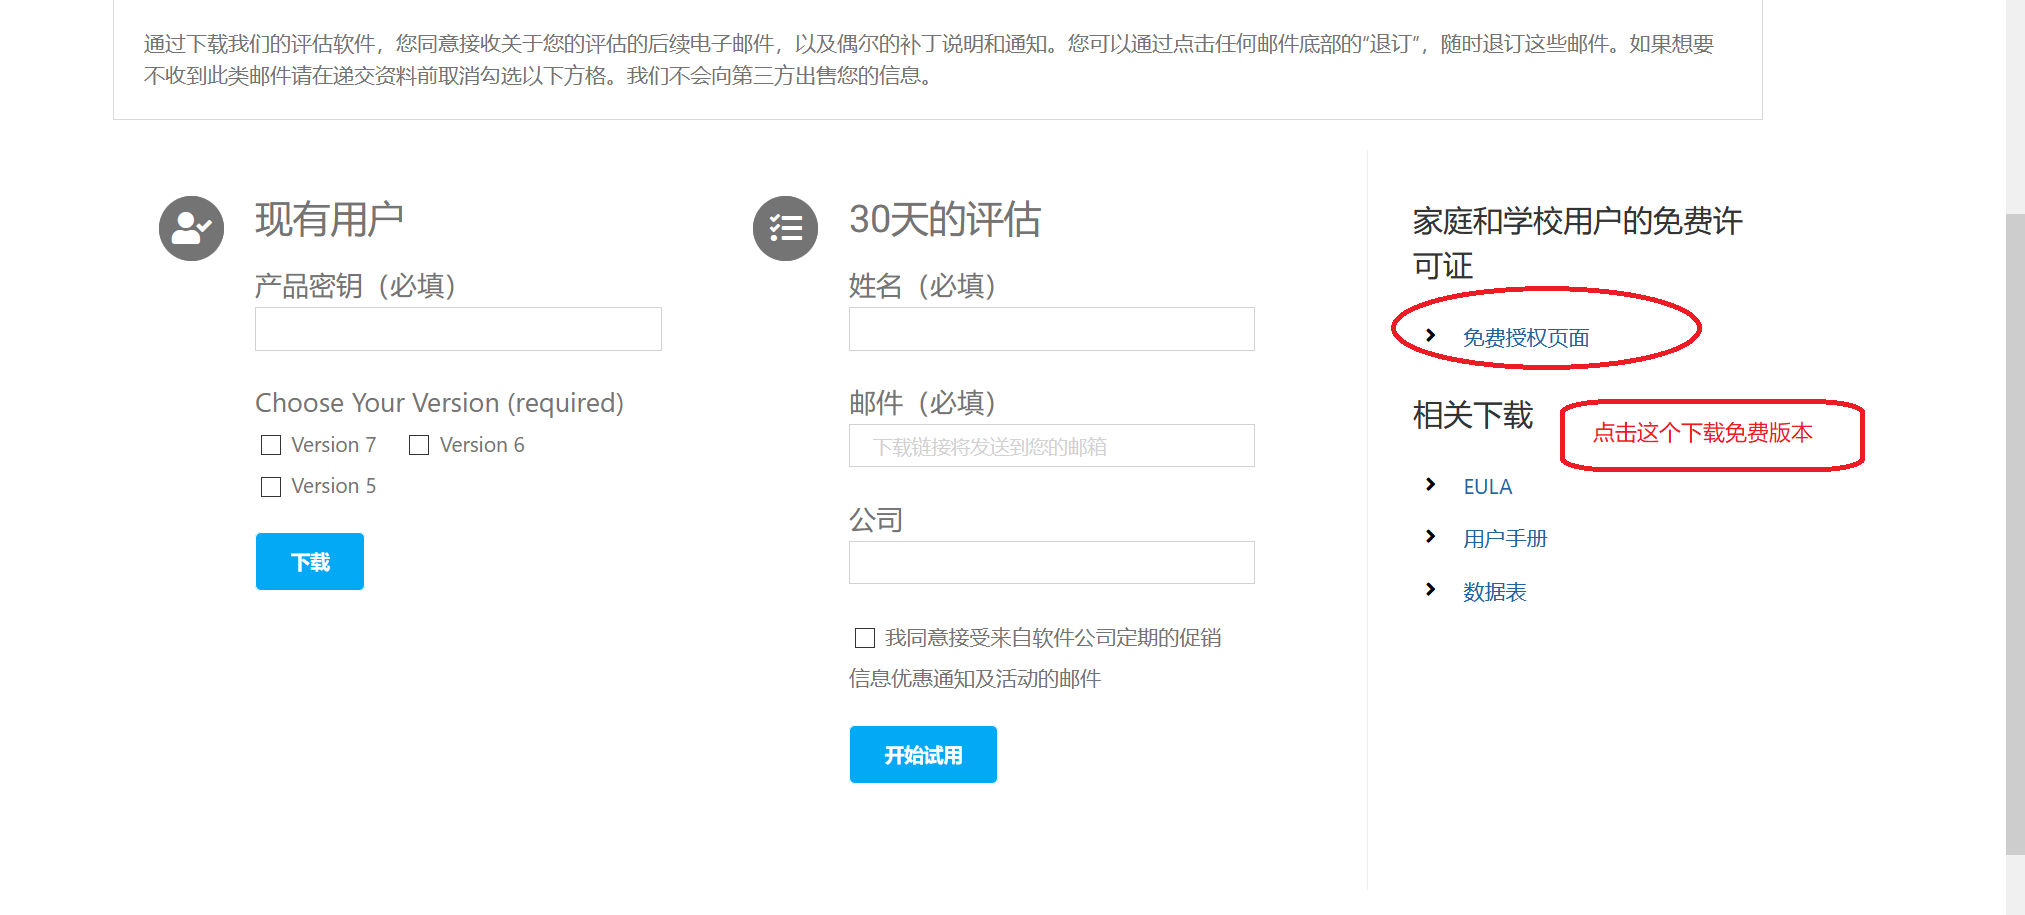 通过下载我们的评估软件，您同意接收关于您的评估的后续电子邮件，以及偶尔的补丁说明和通知。您可以通过点击任何邮件底部的“退订”，随时退订这些邮件。如果想要
不收到此类邮件请在递交资料前取消勾选以下方格。我们不会向第三方出售您的信息。
现有用户
产品密钥（必填）
Choose Your Version (required)
Version 7 Version 6
Version 5
下载
30天的评估
姓名（必填）
邮件（必填）
下载链接将发送到您的邮箱
公司
我同意接受来自软件公司定期的促销
信息优惠通知及活动的邮件
开始试用
家庭和学校用户的免费许
可证
免费授权页面
相关下载
点击这个下载免费版本
EULA
用户手册
数据表